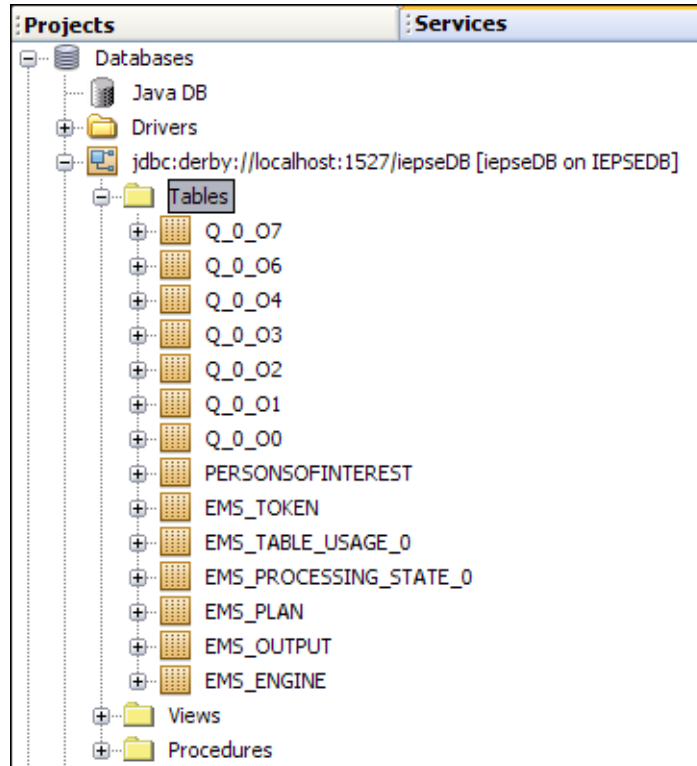 Projects
Services
Databases
Java DB
Drivers
jdbc:derby://localhost:1527/iepseDB [iepseDB on IEPSEDB]
Tables
Q_0_O7
Q_0_O6
Q_0_O4
Q_0_O3
Q_0_O2
Q_0_O1
Q_0_O0
PERSONSOFINTEREST
EMS_TOKEN
EMS_TABLE_USAGE_0
EMS_PROCESSING_STATE_0
EMS_PLAN
EMS_OUTPUT
EMS_ENGINE
Views
Procedures